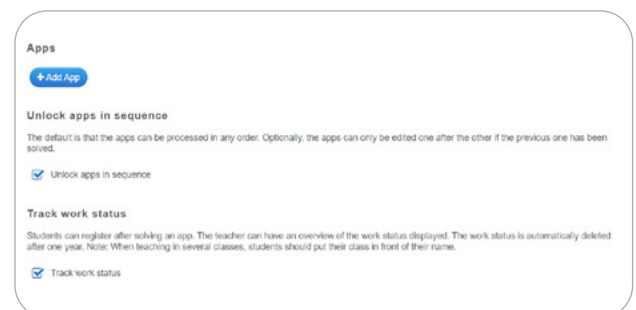 Apps
+ Add App
Unlock apps in sequence
The default is that the apps can be processed in any order. Optionally, the apps can only be edited one after the other if the previous one has been
solved.
Unlock apps in sequence
Track work status
Students can register after solving an app. The teacher can have an overview of the work status displayed. The work status is automatically deleted
after one year. Note: When teaching in several classes, students should put their class in front of their name.
Track work status